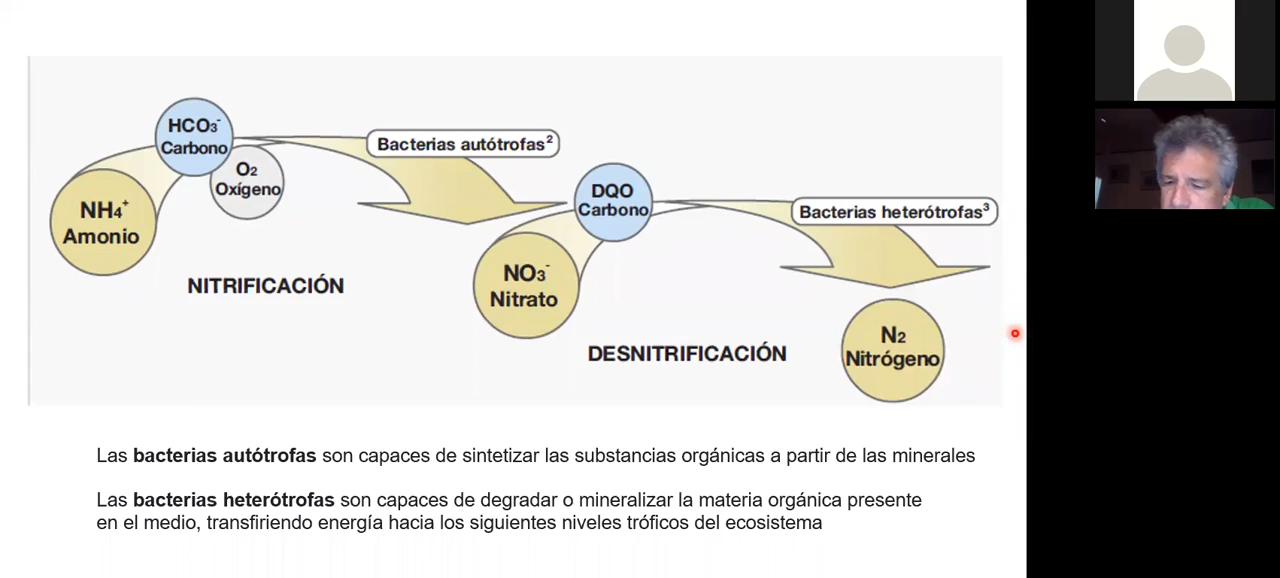 HCO3-
Carbono
O2
Oxígeno
NH4+
Amonio
Bacterias autótrofas2
NITRIFICACIÓN
DQO
Carbono
NO3-
Nitrato
Bacterias heterótrofas3
DESNITRIFICACIÓN
N2
Nitrógeno
Las bacterias autótrofas son capaces de sintetizar las substancias orgánicas a partir de las minerales
Las bacterias heterótrofas son capaces de degradar o mineralizar la materia orgánica presente
en el medio, transfiriendo energía hacia los siguientes niveles tróficos del ecosistema